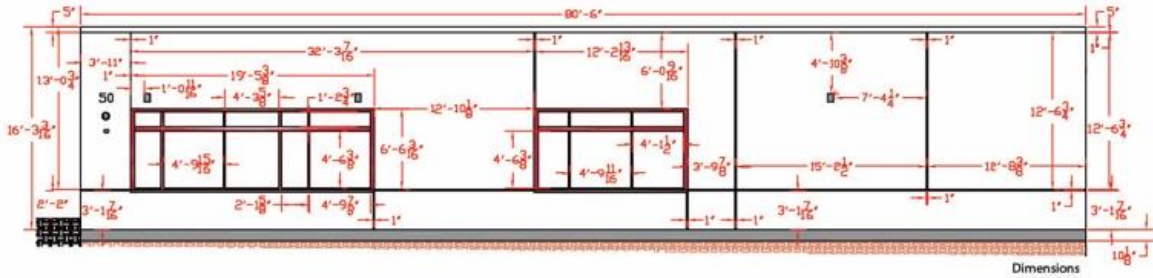 5" 80'-6" 5"
1" 1" 1" 1" 1"
32'-3 7/16" 12'-2 13/16"
3'-11" 6'-0 9/16" 4'-10 3/8"
13'-0 3/4" 1" 19'-5 3/8"
1'-0 11/16" 4'-3 5/8" 1'-2 3/4" 7'-4 1/4"
50 12'-10 1/8" 12'-6 3/4" 12'-6 3/4"
16'-3 3/16" 6'-6 3/16"
4'-9 15/16" 4'-6 3/8" 4'-6 3/8" 4'-1 1/2" 3'-9 7/8" 15'-2 1/2" 12'-8 3/8"
4'-9 11/16"
2'-2" 3'-1 7/16" 2'-1 5/8" 4'-9 7/8" 1" 1" 1" 3'-1 7/16" 1" 1" 3'-1 7/16"
10 1/8"
Dimensions